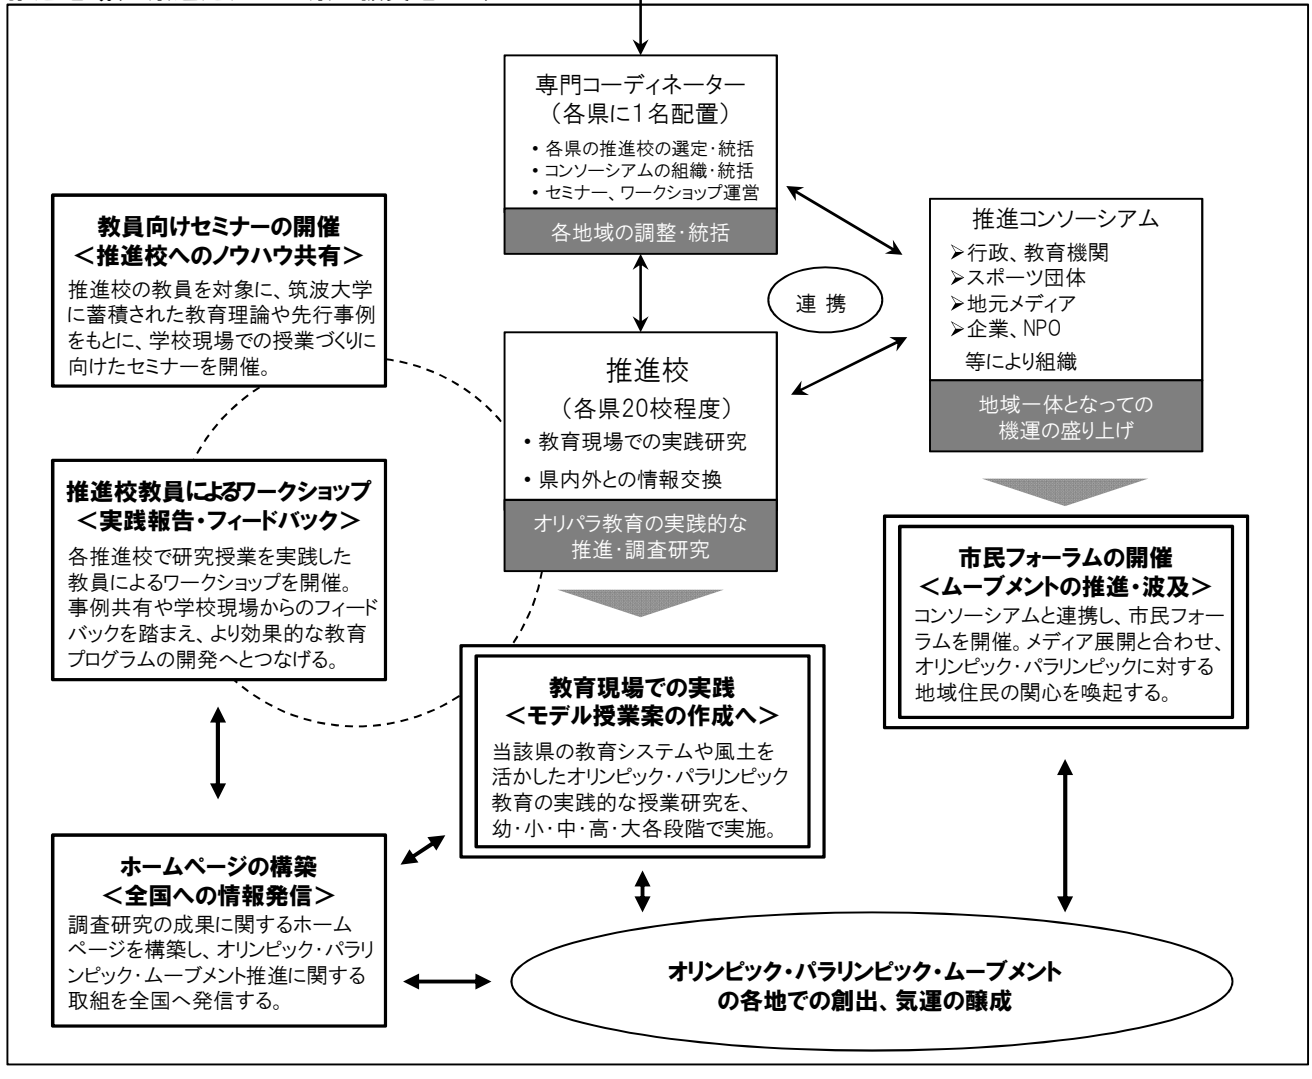 専門コーディネーター
（各県に1名配置）
• 各県の推進校の選定・統括
• コンソーシアムの組織・統括
• セミナー、ワークショップ運営
各地域の調整・統括
教員向けセミナーの開催
＜推進校へのノウハウ共有＞
推進校の教員を対象に、筑波大学
に蓄積された教育理論や先行事例
をもとに、学校現場での授業づくりに
向けたセミナーを開催。
推進コンソーシアム
➢行政、教育機関
➢スポーツ団体
➢地元メディア
➢企業、NPO
等により組織
地域一体となっての
機運の盛り上げ
連 携
推進校
（各県20校程度）
• 教育現場での実践研究
• 県内外との情報交換
オリパラ教育の実践的な
推進・調査研究
推進校教員によるワークショップ
＜実践報告・フィードバック＞
各推進校で研究授業を実践した
教員によるワークショップを開催。
事例共有や学校現場からのフィード
バックを踏まえ、より効果的な教育
プログラムの開発へとつなげる。
市民フォーラムの開催
＜ムーブメントの推進・波及＞
コンソーシアムと連携し、市民フォー
ラムを開催。メディア展開と合わせ、
オリンピック・パラリンピックに対する
地域住民の関心を喚起する。
教育現場での実践
＜モデル授業案の作成へ＞
当該県の教育システムや風土を
活かしたオリンピック・パラリンピック
教育の実践的な授業研究を、
幼・小・中・高・大各段階で実施。
ホームページの構築
＜全国への情報発信＞
調査研究の成果に関するホーム
ページを構築し、オリンピック・パラリ
ンピック・ムーブメント推進に関する
取組を全国へ発信する。
オリンピック・パラリンピック・ムーブメント
の各地での創出、気運の醸成